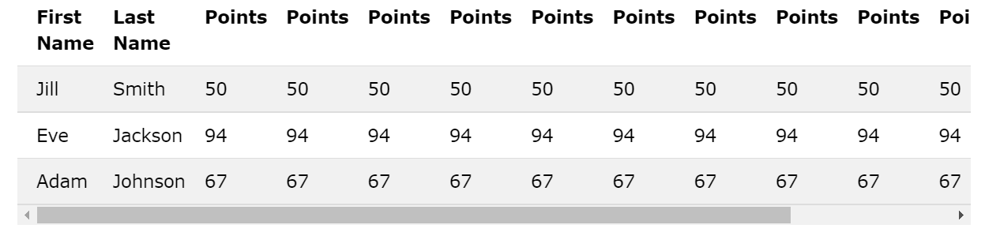 First Name Last Name Points Points Points Points Points Points Points Points Points Poi
Jill Smith 50 50 50 50 50 50 50 50 50 50
Eve Jackson 94 94 94 94 94 94 94 94 94 94
Adam Johnson 67 67 67 67 67 67 67 67 67 67